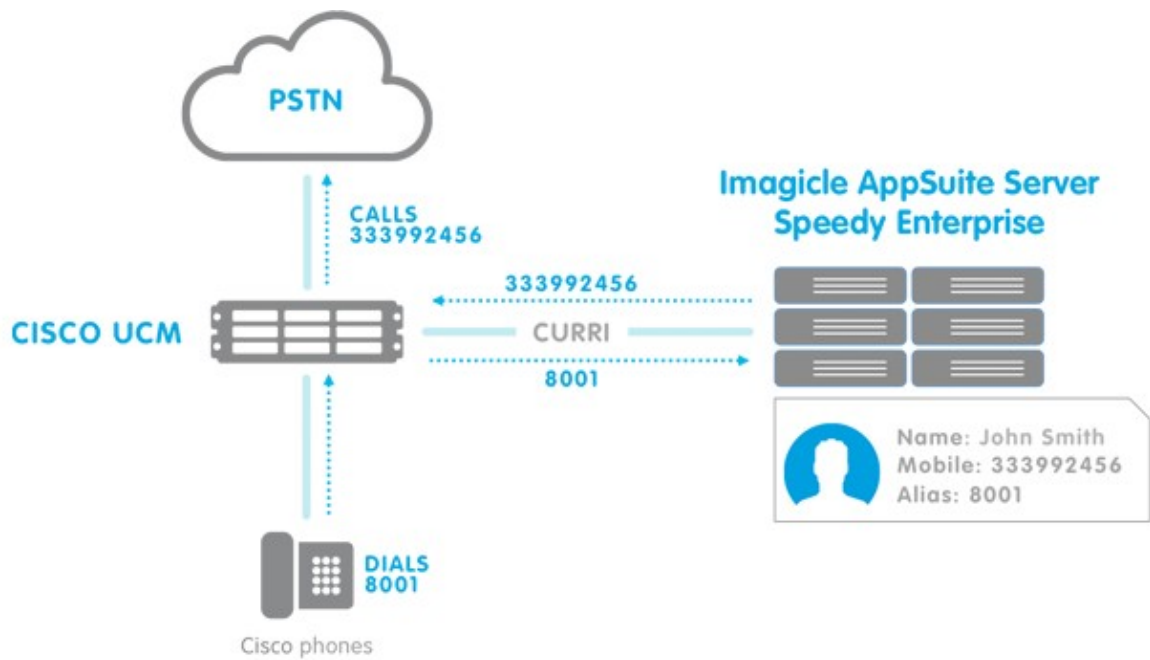 PSTN
CALLS
333992456
Imagicle AppSuite Server
Speedy Enterprise
333992456
CISCO UCM
CURRI
8001
Name: John Smith
Mobile: 333992456
Alias: 8001
DIALS
8001
Cisco phones